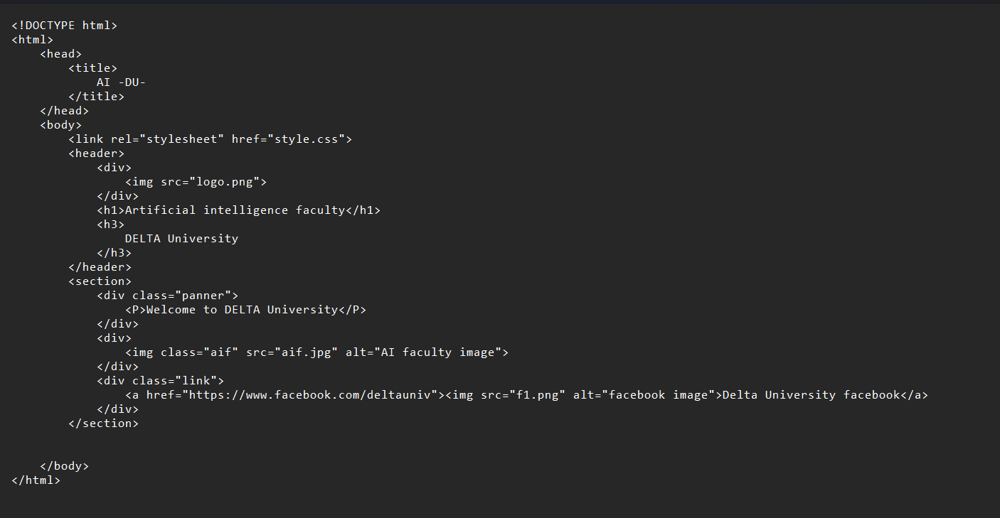 <!DOCTYPE html>
<html>
    <head>
        <title>
            AI -DU-
        </title>
    </head>
    <body>
        <link rel="stylesheet" href="style.css">
        <header>
            <div>
                <img src="logo.png">
            </div>
            <h1>Artificial intelligence faculty</h1>
            <h3>
                DELTA University
            </h3>
        </header>
        <section>
            <div class="panner">
                <P>Welcome to DELTA University</P>
            </div>
            <div>
                <img class="aif" src="aif.jpg" alt="AI faculty image">
            </div>
            <div class="link">
                <a href="https://www.facebook.com/deltauniv"><img src="f1.png" alt="facebook image">Delta University facebook</a>
            </div>
        </section>
    </body>
</html>